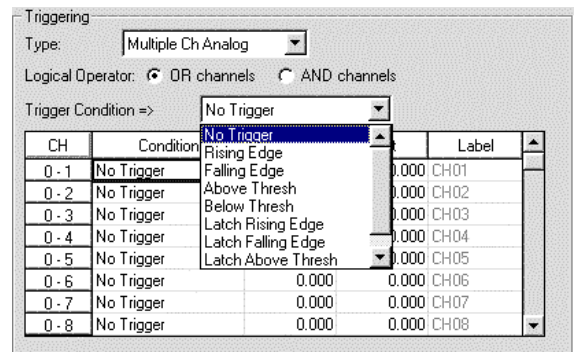 Triggering
Type: Multiple Ch Analog
Logical Operator: OR channels AND channels
Trigger Condition => No Trigger
No Trigger
Rising Edge
Falling Edge
Above Thresh
Below Thresh
Latch Rising Edge
Latch Falling Edge
Latch Above Thresh
CH Condition Label
0 - 1 No Trigger 0.000 CH01
0 - 2 No Trigger .000 CH02
0 - 3 No Trigger .000 CH03
0 - 4 No Trigger .000 CH04
0 - 5 No Trigger .000 CH05
0 - 6 No Trigger 0.000 0.000 CH06
0 - 7 No Trigger 0.000 0.000 CH07
0 - 8 No Trigger 0.000 0.000 CH08